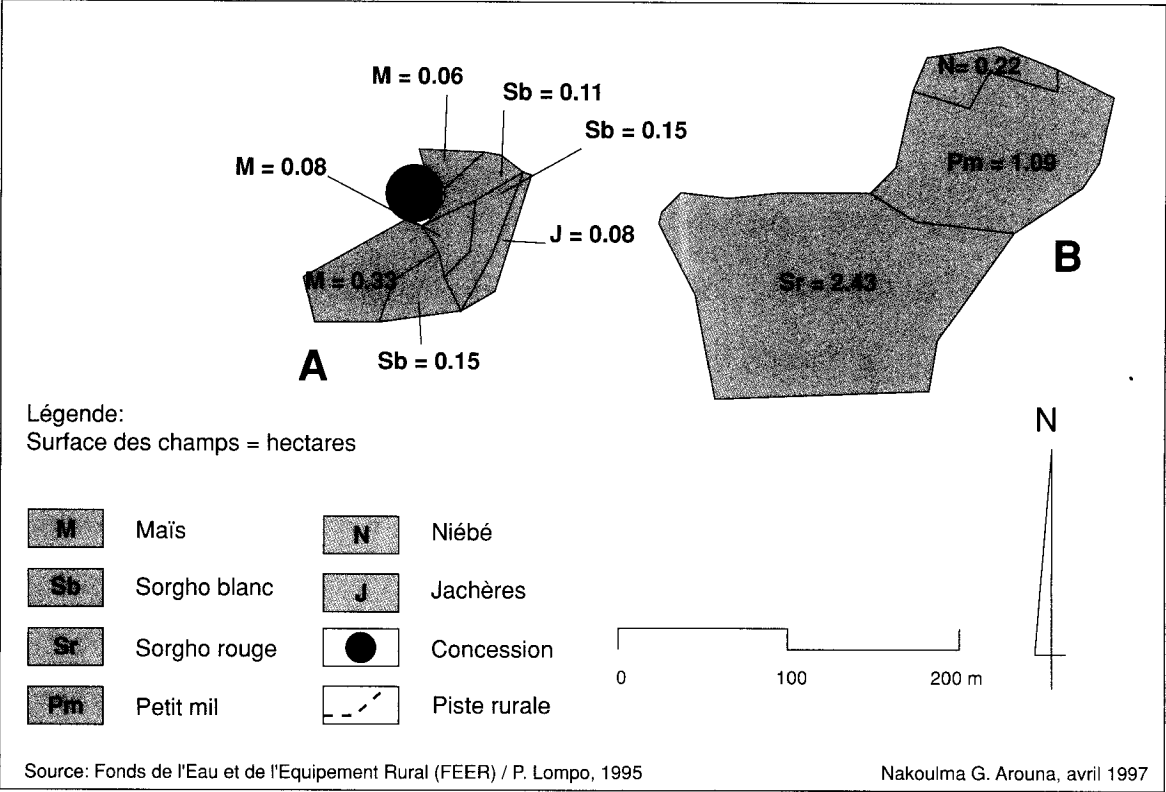 N= 0.22
M = 0.06
Sb = 0.11
Sb = 0.15
M = 0.08
Pm = 1.09
J = 0.08
B
M = 0.33
Sr = 2.43
A
Sb = 0.15
Légende:
Surface des champs = hectares
N
M Maïs
N Niébé
Sb Sorgho blanc
J Jachères
Sr Sorgho rouge
Concession
Pm Petit mil
Piste rurale
0 100 200 m
Source: Fonds de l'Eau et de l'Equipement Rural (FEER) / P. Lompo, 1995
Nakoulma G. Arouna, avril 1997